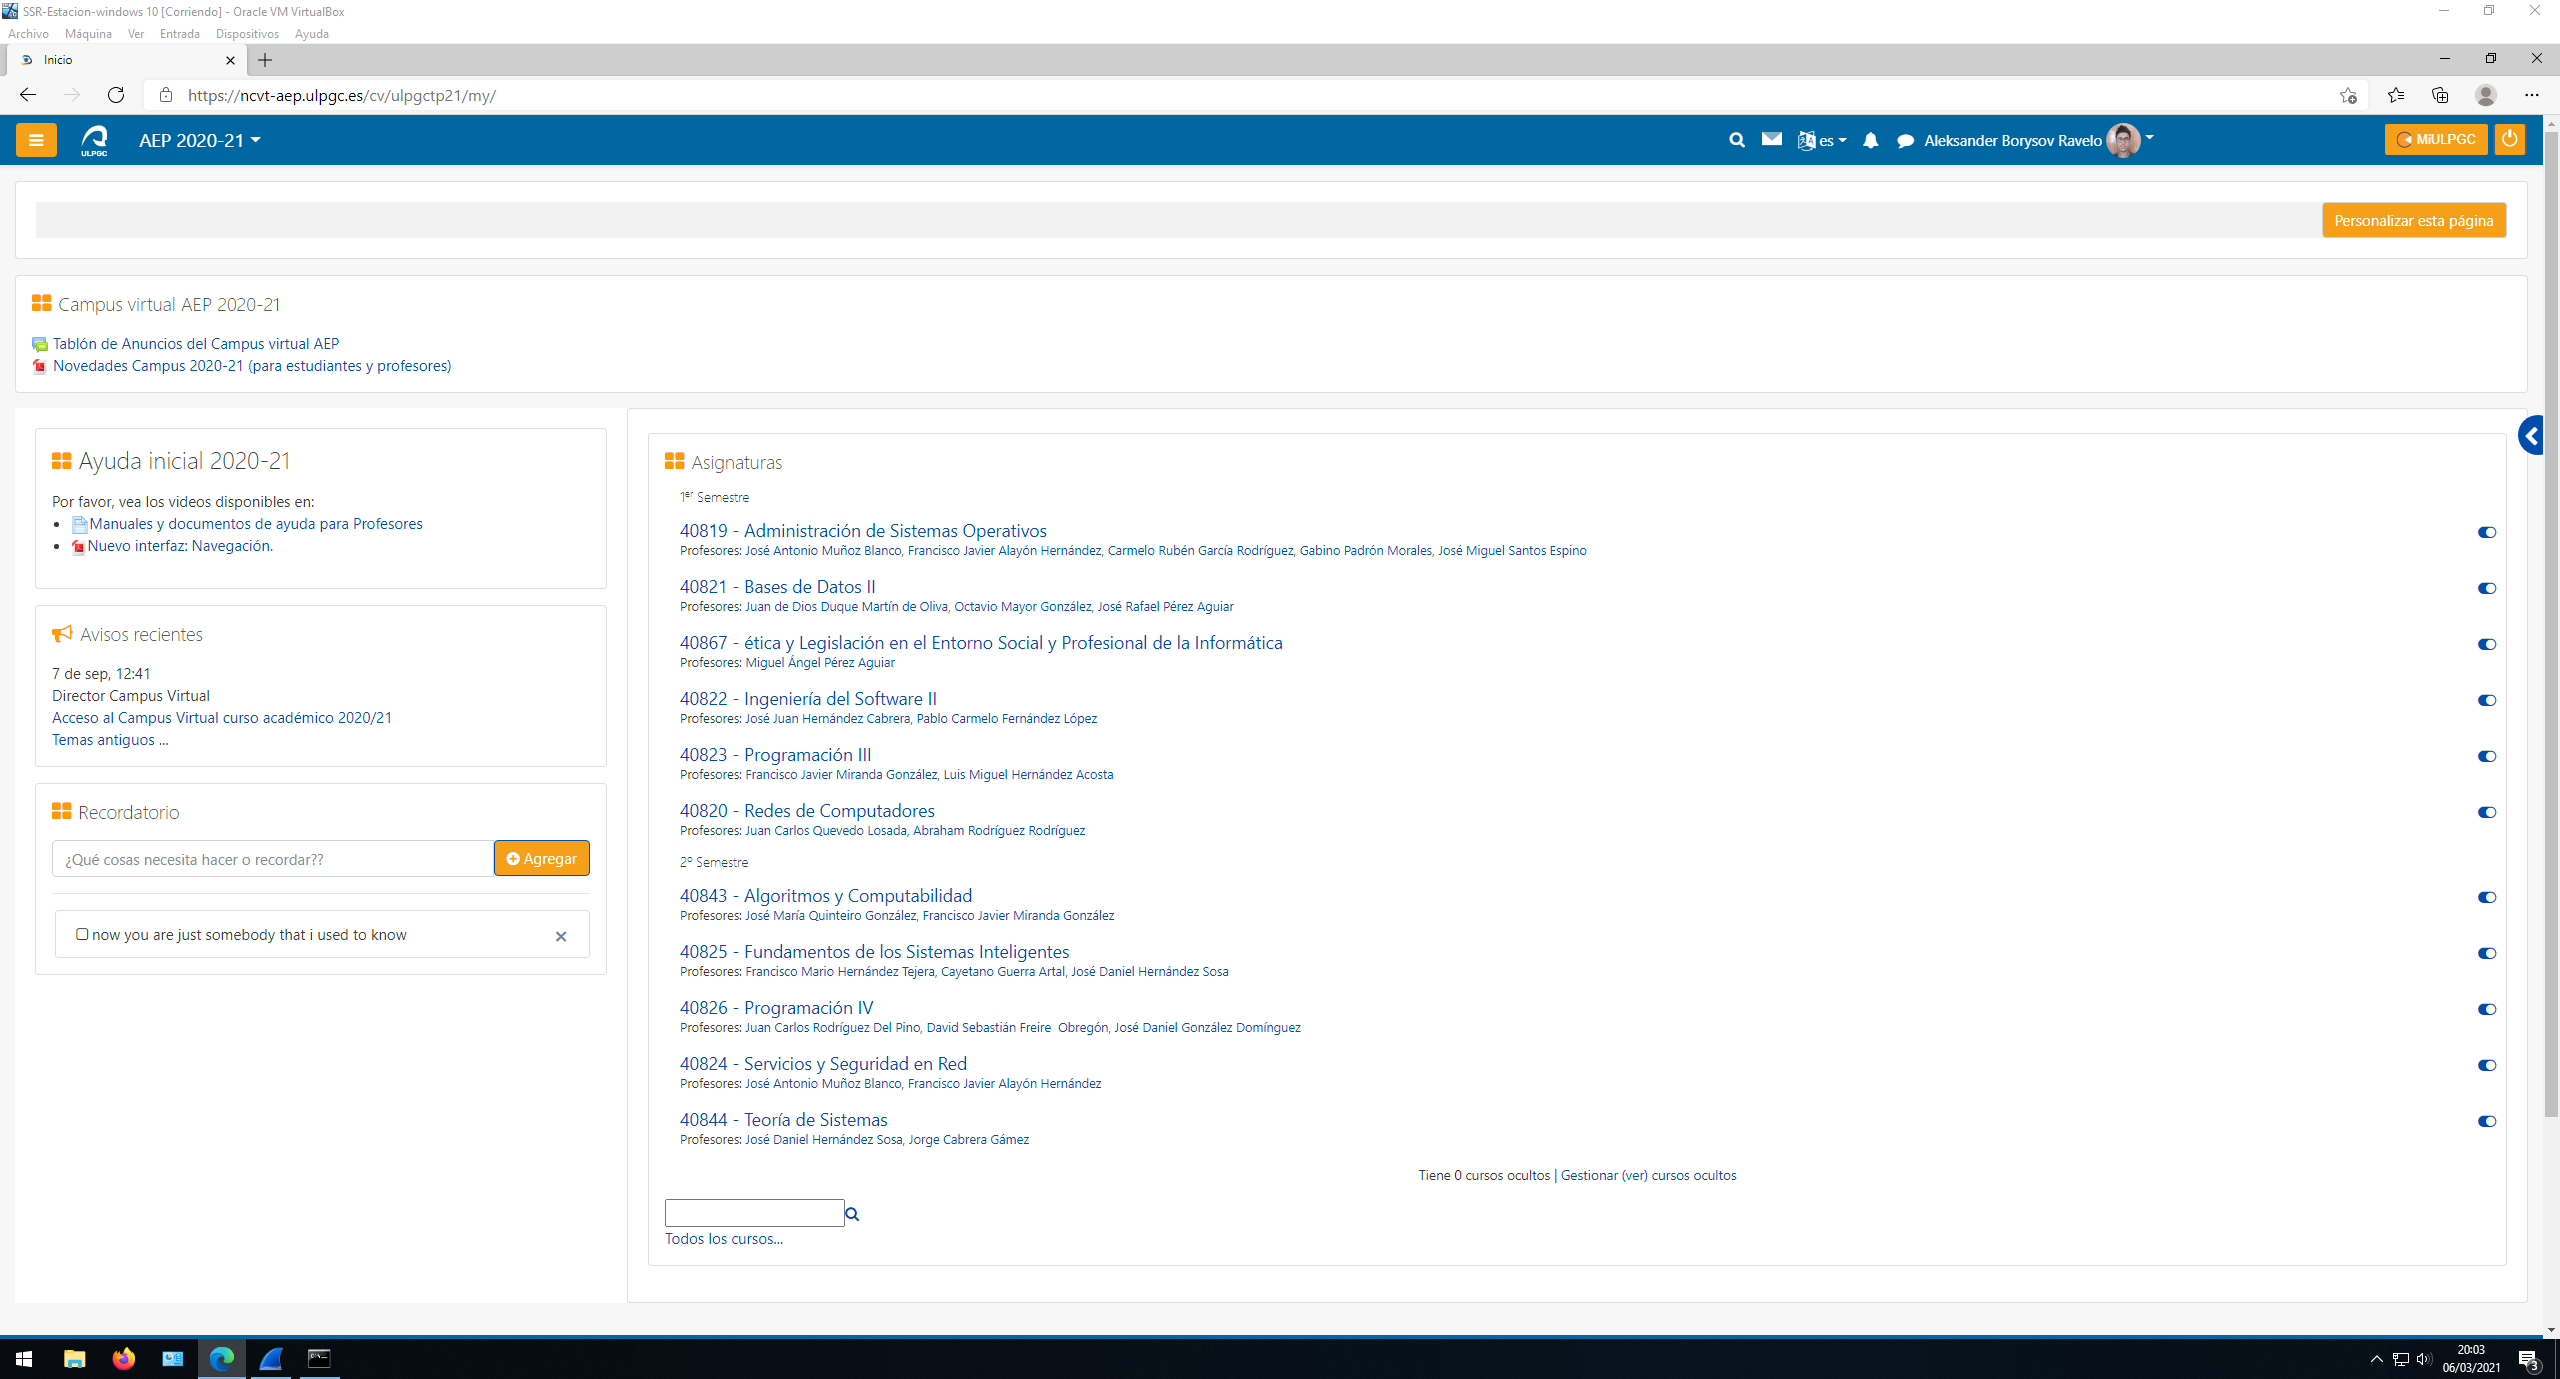 SSR-Estacion-windows 10 [Corriendo] - Oracle VM VirtualBox
Archivo Máquina Ver Entrada Dispositivos Ayuda
Inicio
https://ncvt-aep.ulpgc.es/cv/ulpgctp21/my/
ULPGC
AEP 2020-21
es
Aleksander Borysov Ravelo
MiULPGC
Personalizar esta página
Campus virtual AEP 2020-21
Tablón de Anuncios del Campus virtual AEP
Novedades Campus 2020-21 (para estudiantes y profesores)
Ayuda inicial 2020-21
Por favor, vea los videos disponibles en:
Manuales y documentos de ayuda para Profesores
Nuevo interfaz: Navegación.
Avisos recientes
7 de sep, 12:41
Director Campus Virtual
Acceso al Campus Virtual curso académico 2020/21
Temas antiguos ...
Recordatorio
¿Qué cosas necesita hacer o recordar??
Agregar
now you are just somebody that i used to know
Asignaturas
1er Semestre
40819 - Administración de Sistemas Operativos
Profesores: José Antonio Muñoz Blanco, Francisco Javier Alayón Hernández, Carmelo Rubén García Rodríguez, Gabino Padrón Morales, José Miguel Santos Espino
40821 - Bases de Datos II
Profesores: Juan de Dios Duque Martín de Oliva, Octavio Mayor González, José Rafael Pérez Aguiar
40867 - ética y Legislación en el Entorno Social y Profesional de la Informática
Profesores: Miguel Ángel Pérez Aguiar
40822 - Ingeniería del Software II
Profesores: José Juan Hernández Cabrera, Pablo Carmelo Fernández López
40823 - Programación III
Profesores: Francisco Javier Miranda González, Luis Miguel Hernández Acosta
40820 - Redes de Computadores
Profesores: Juan Carlos Quevedo Losada, Abraham Rodríguez Rodríguez
2º Semestre
40843 - Algoritmos y Computabilidad
Profesores: José María Quinteiro González, Francisco Javier Miranda González
40825 - Fundamentos de los Sistemas Inteligentes
Profesores: Francisco Mario Hernández Tejera, Cayetano Guerra Artal, José Daniel Hernández Sosa
40826 - Programación IV
Profesores: Juan Carlos Rodríguez Del Pino, David Sebastián Freire Obregón, José Daniel González Domínguez
40824 - Servicios y Seguridad en Red
Profesores: José Antonio Muñoz Blanco, Francisco Javier Alayón Hernández
40844 - Teoría de Sistemas
Profesores: José Daniel Hernández Sosa, Jorge Cabrera Gámez
Tiene 0 cursos ocultos | Gestionar (ver) cursos ocultos
Todos los cursos...
20:03
06/03/2021
3